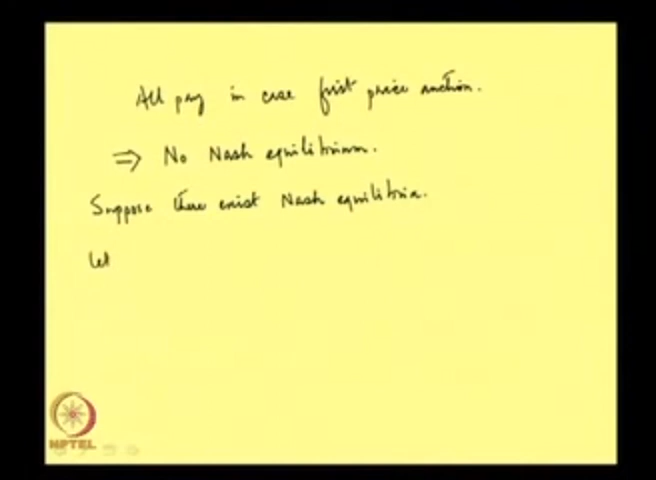 All pay in case first price auction.
⇒ No Nash equilibrium.
Suppose there exist Nash equilibria.
Let
NPTEL